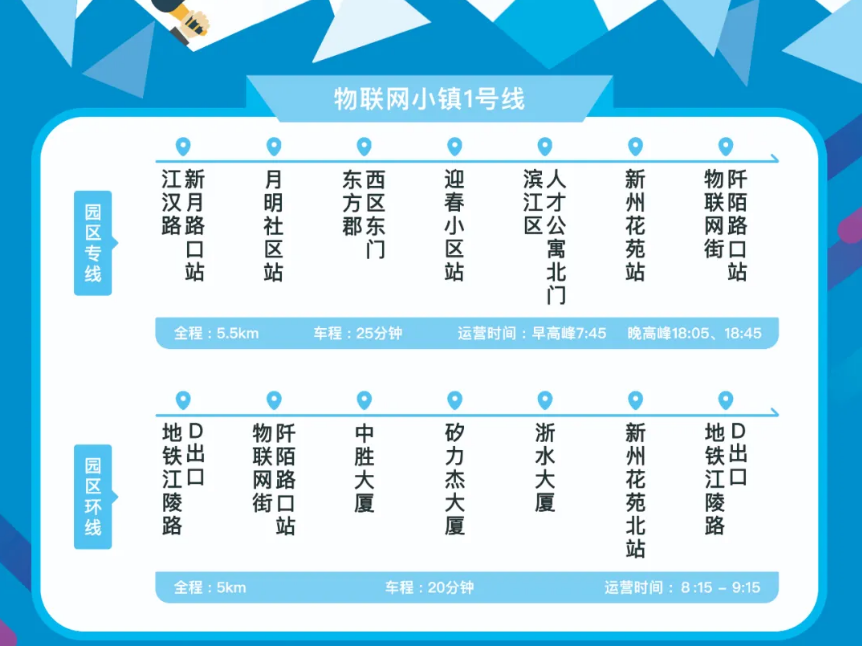 物联网小镇1号线
园区专线
江汉路
新月路口站
月明社区站
东方郡
西区东门
迎春小区站
滨江区
人才公寓北门
新州花苑站
物联网街
阡陌路口站
全程：5.5km 车程：25分钟 运营时间：早高峰7:45 晚高峰18:05、18:45
园区环线
地铁江陵路
D出口
物联网街
阡陌路口站
中胜大厦
矽力杰大厦
浙水大厦
新州花苑北站
地铁江陵路
D出口
全程：5km 车程：20分钟 运营时间：8:15 - 9:15